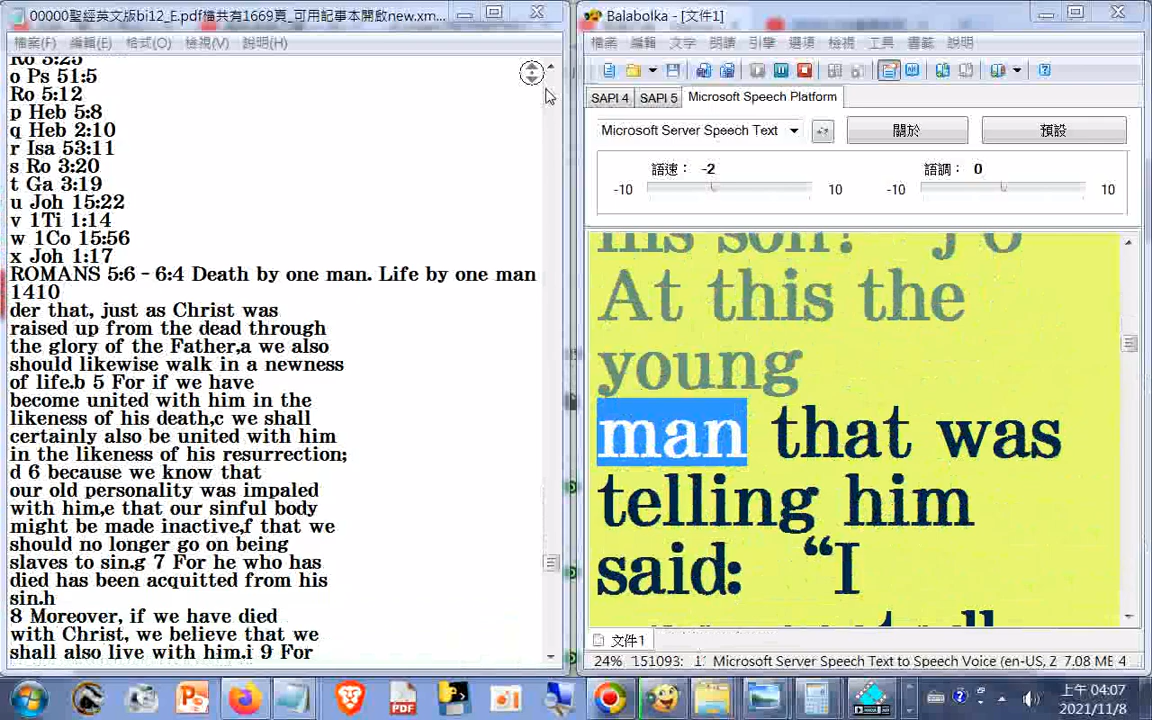 00000聖經英文版bi12_E.pdf檔共有1669頁_可用記事本開啟new.xm...
檔案(F) 編輯(E) 格式(O) 檢視(V) 說明(H)
Ro 3:25
o Ps 51:5
Ro 5:12
p Heb 5:8
q Heb 2:10
r Isa 53:11
s Ro 3:20
t Ga 3:19
u Joh 15:22
v 1Ti 1:14
w 1Co 15:56
x Joh 1:17
ROMANS 5:6 – 6:4 Death by one man. Life by one man
1410
der that, just as Christ was
raised up from the dead through
the glory of the Father,a we also
should likewise walk in a newness
of life.b 5 For if we have
become united with him in the
likeness of his death,c we shall
certainly also be united with him
in the likeness of his resurrection;
d 6 because we know that
our old personality was impaled
with him,e that our sinful body
might be made inactive,f that we
should no longer go on being
slaves to sin.g 7 For he who has
died has been acquitted from his
sin.h
8 Moreover, if we have died
with Christ, we believe that we
shall also live with him.i 9 For
Balabolka - [文件1]
檔案 編輯 文字 朗讀 引擎 選項 檢視 工具 書籤 說明
SAPI 4 SAPI 5 Microsoft Speech Platform
Microsoft Server Speech Text 關於 預設
語速： -2 語調： 0
-10 10 -10 10
his son?” J 6
At this the
young
man that was
telling him
said: “I
文件1
24% 151093: Microsoft Server Speech Text to Speech Voice (en-US, Z 7.08 MB 4
PDF
上午 04:07
2021/11/8